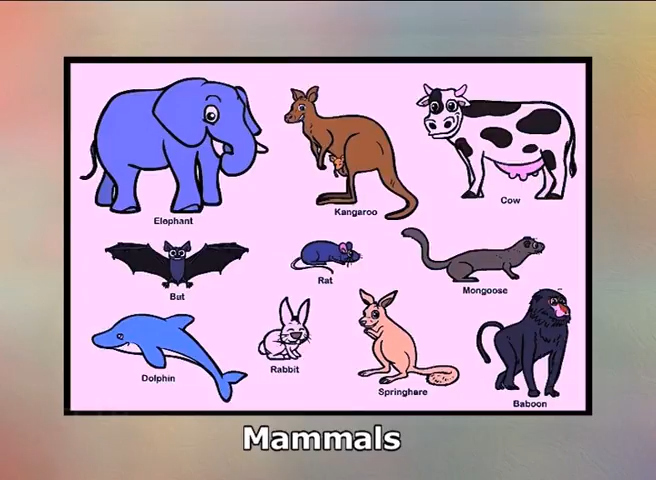 Elephant
Kangaroo
Cow
Bat
Rat
Mongoose
Dolphin
Rabbit
Springhare
Baboon
Mammals